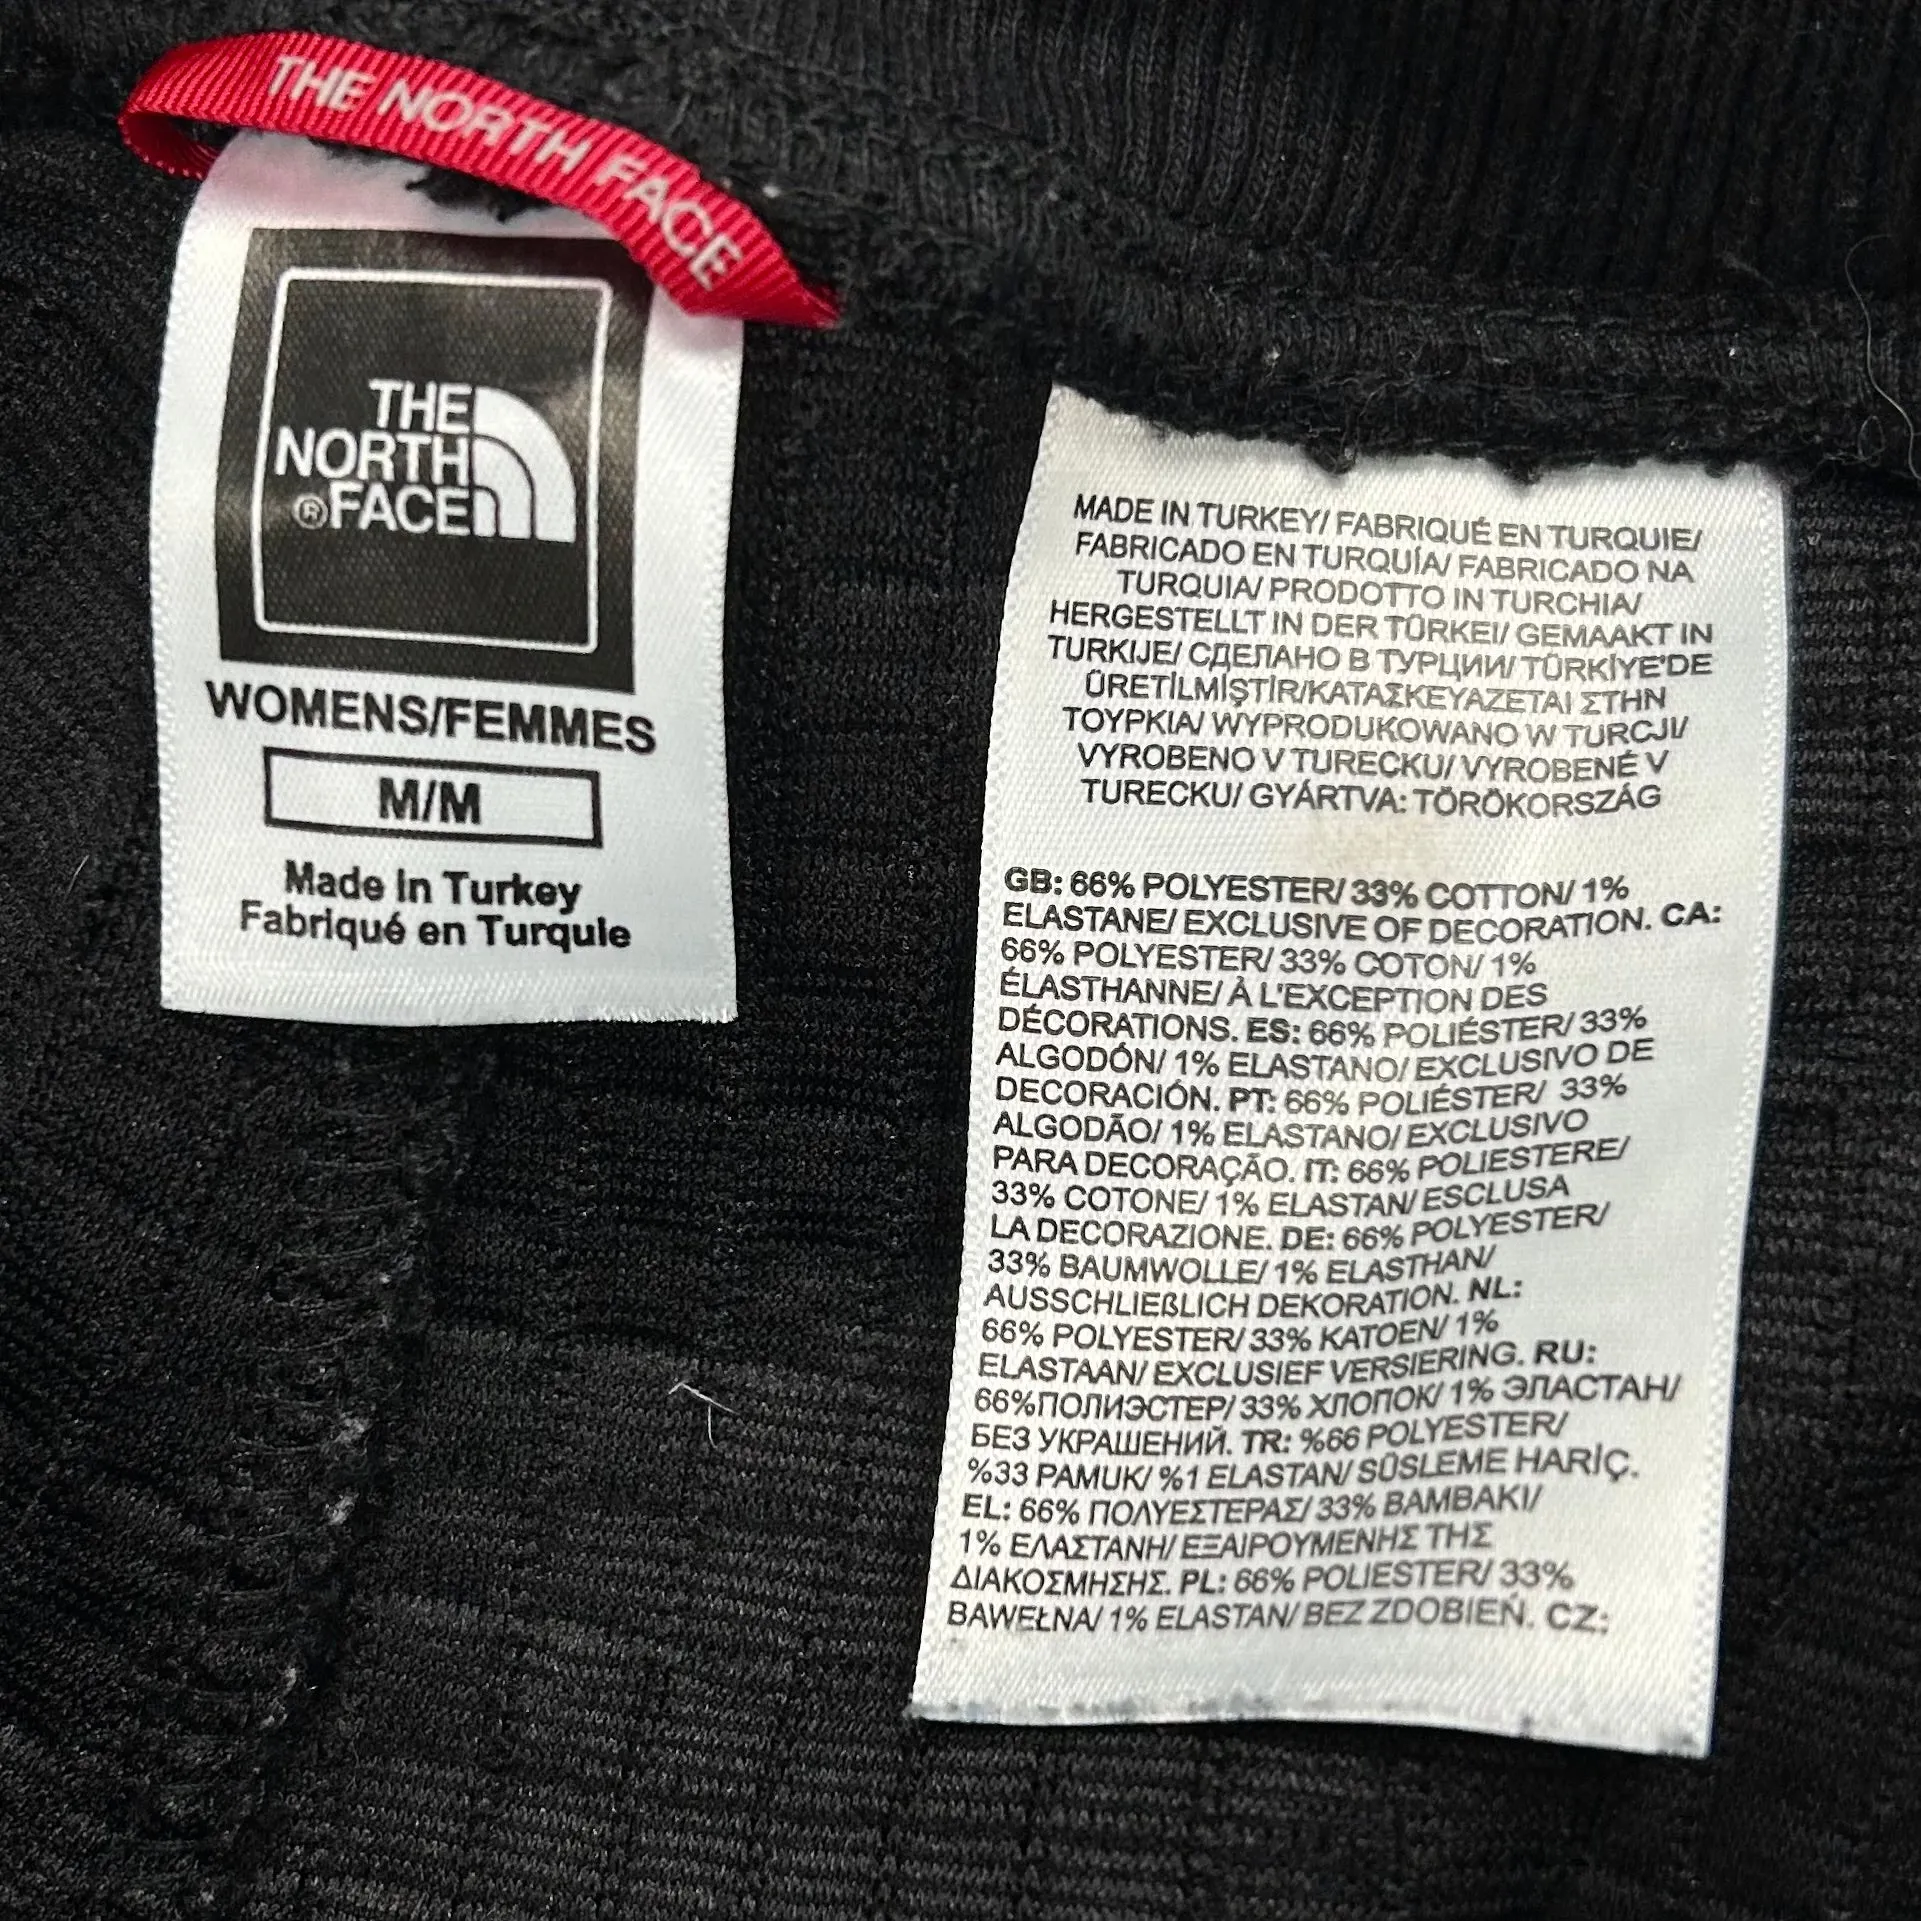 THE NORTH FACE
THE
NORTH
®FACE
WOMENS/FEMMES
M/M
Made in Turkey
Fabriqué en Turquie
MADE IN TURKEY/ FABRIQUÉ EN TURQUIE/
FABRICADO EN TURQUÍA/ FABRICADO NA
TURQUIA/ PRODOTTO IN TURCHIA/
HERGESTELLT IN DER TÜRKEI/ GEMAAKT IN
TURKIJE/ СДЕЛАНО В ТУРЦИИ/ TÜRKİYE'DE
ÜRETİLMİŞTİR/ΚΑΤΑΣΚΕΥΑΖΕΤΑΙ ΣΤΗΝ
ΤΟΥΡΚΙΑ/ WYPRODUKOWANO W TURCJI/
VYROBENO V TURECKU/ VYROBENÉ V
TURECKU/ GYÁRTVA: TÖRÖKORSZÁG
GB: 66% POLYESTER/ 33% COTTON/ 1%
ELASTANE/ EXCLUSIVE OF DECORATION. CA:
66% POLYESTER/ 33% COTON/ 1%
ÉLASTHANNE/ À L'EXCEPTION DES
DÉCORATIONS. ES: 66% POLIÉSTER/ 33%
ALGODÓN/ 1% ELASTANO/ EXCLUSIVO DE
DECORACIÓN. PT: 66% POLIÉSTER/ 33%
ALGODÃO/ 1% ELASTANO/ EXCLUSIVO
PARA DECORAÇÃO. IT: 66% POLIESTERE/
33% COTONE/ 1% ELASTAN/ ESCLUSA
LA DECORAZIONE. DE: 66% POLYESTER/
33% BAUMWOLLE/ 1% ELASTHAN/
AUSSCHLIEßLICH DEKORATION. NL:
66% POLYESTER/ 33% KATOEN/ 1%
ELASTAAN/ EXCLUSIEF VERSIERING. RU:
66%ПОЛИЭСТЕР/ 33% ХЛОПОК/ 1% ЭЛАСТАН/
БЕЗ УКРАШЕНИЙ. TR: %66 POLYESTER/
%33 PAMUK/ %1 ELASTAN/ SÜSLEME HARİÇ.
EL: 66% ΠΟΛΥΕΣΤΕΡΑΣ/ 33% ΒΑΜΒΑΚΙ/
1% ΕΛΑΣΤΑΝΗ/ ΕΞΑΙΡΟΥΜΕΝΗΣ ΤΗΣ
ΔΙΑΚΟΣΜΗΣΗΣ. PL: 66% POLIESTER/ 33%
BAWEŁNA/ 1% ELASTAN/ BEZ ZDOBIEŃ. CZ: